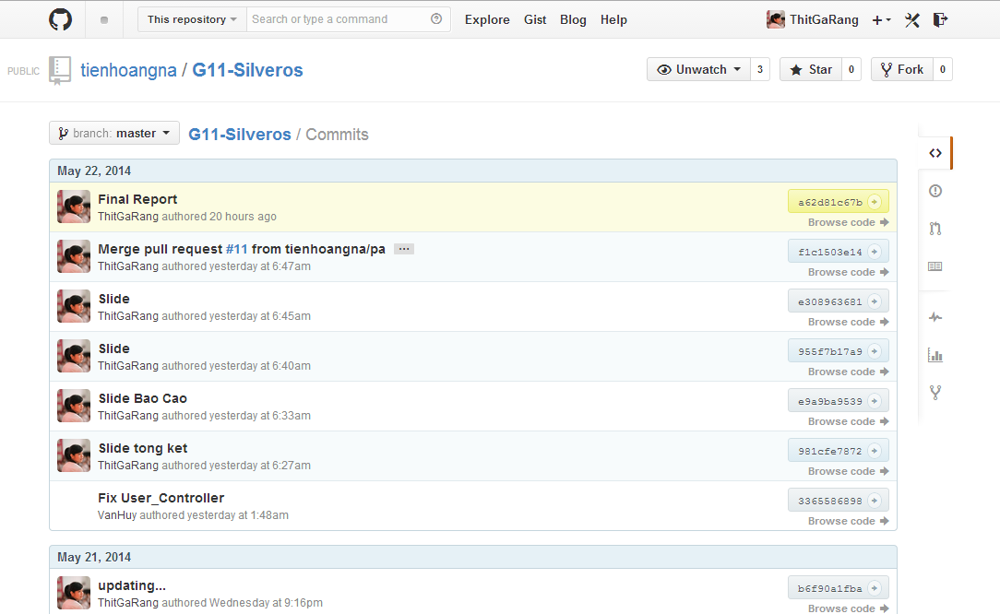 This repository Search or type a command Explore Gist Blog Help ThitGaRang
PUBLIC tienhoangna / G11-Silveros Unwatch 3 Star 0 Fork 0
branch: master G11-Silveros / Commits
May 22, 2014
Final Report a62d81c67b
ThitGaRang authored 20 hours ago Browse code
Merge pull request #11 from tienhoangna/pa ... f1c1503e14
ThitGaRang authored yesterday at 6:47am Browse code
Slide e308963681
ThitGaRang authored yesterday at 6:45am Browse code
Slide 955f7b17a9
ThitGaRang authored yesterday at 6:40am Browse code
Slide Bao Cao e9a9ba9539
ThitGaRang authored yesterday at 6:33am Browse code
Slide tong ket 981cfe7872
ThitGaRang authored yesterday at 6:27am Browse code
Fix User_Controller 3365586898
VanHuy authored yesterday at 1:48am Browse code
May 21, 2014
updating... b6f90a1fba
ThitGaRang authored Wednesday at 9:16pm Browse code